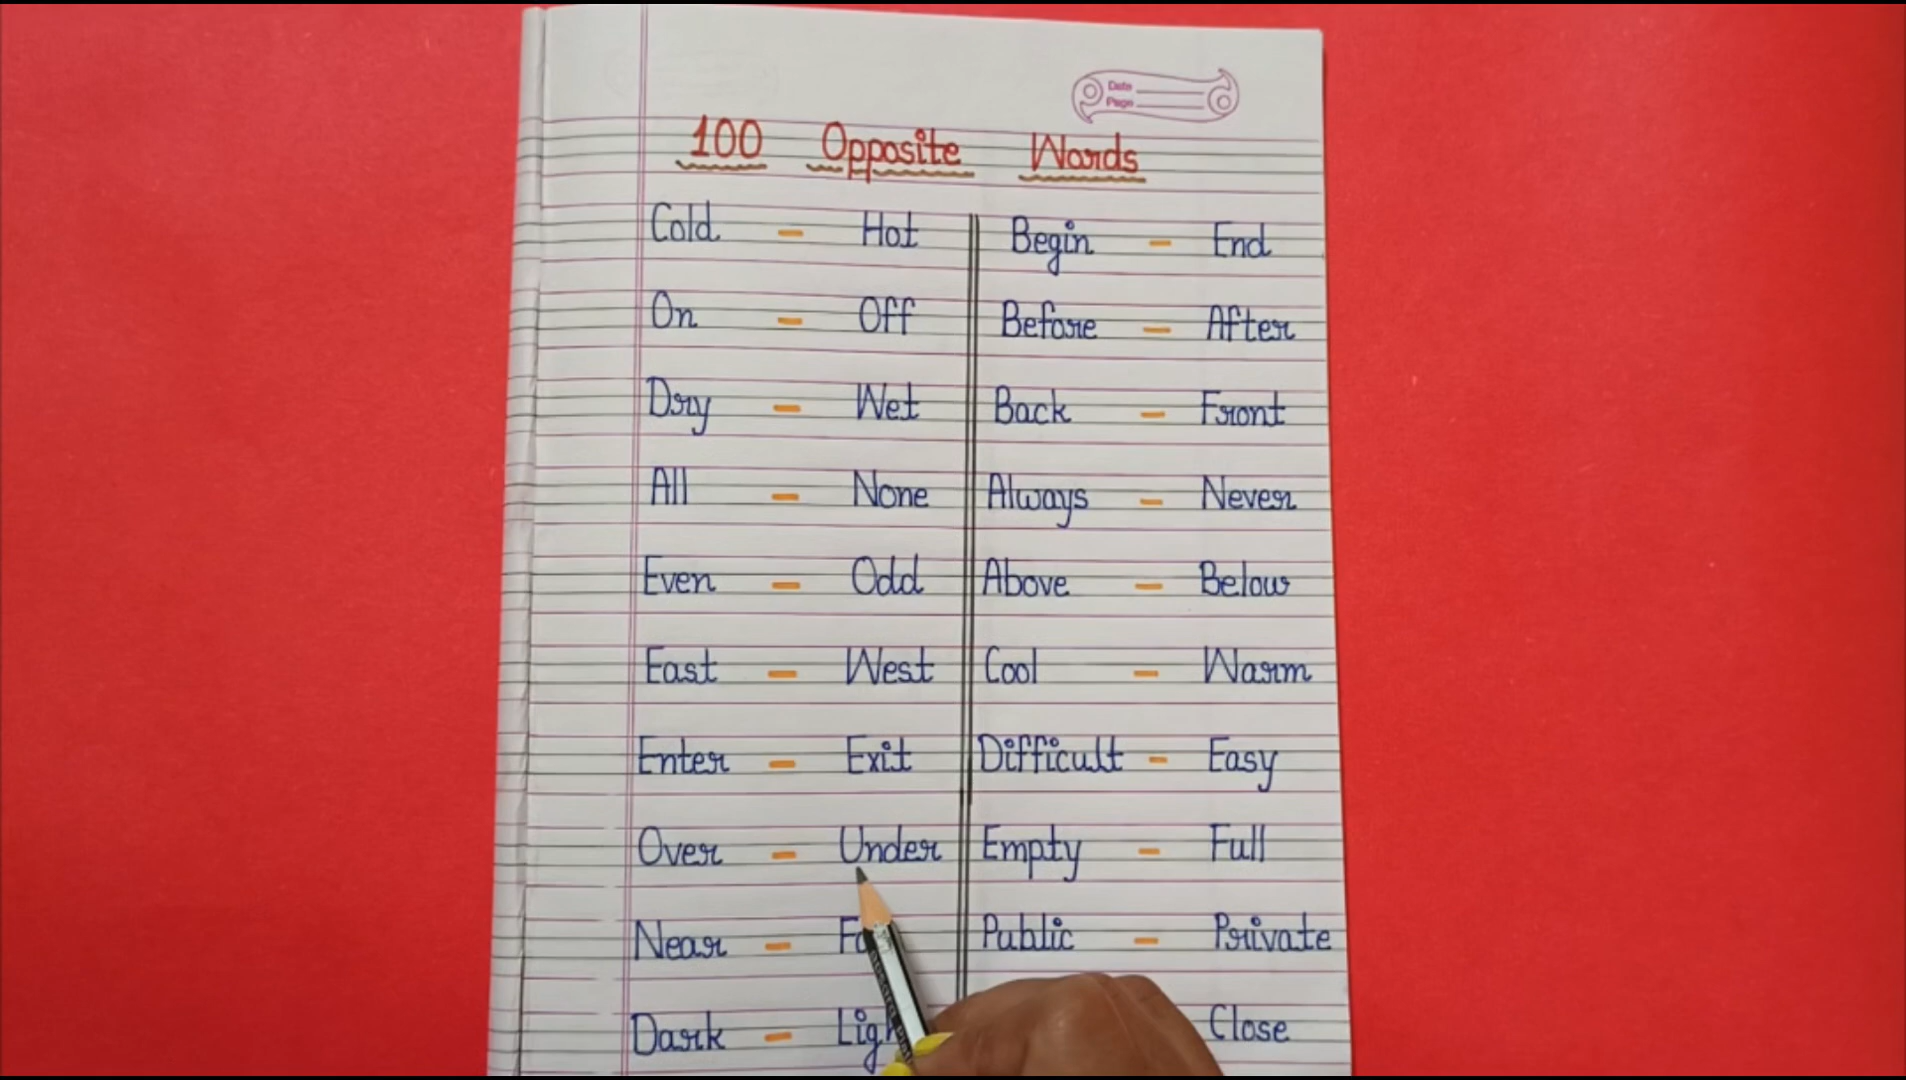 Date
Page
100 Opposite Words
Cold - Hot
On - Off
Dry - Wet
All - None
Even - Odd
East - West
Enter - Exit
Over - Under
Near -
Dark -
Begin - End
Before - After
Back - Front
Always - Never
Above - Below
Cool - Warm
Difficult - Easy
Empty - Full
Public - Private
Close